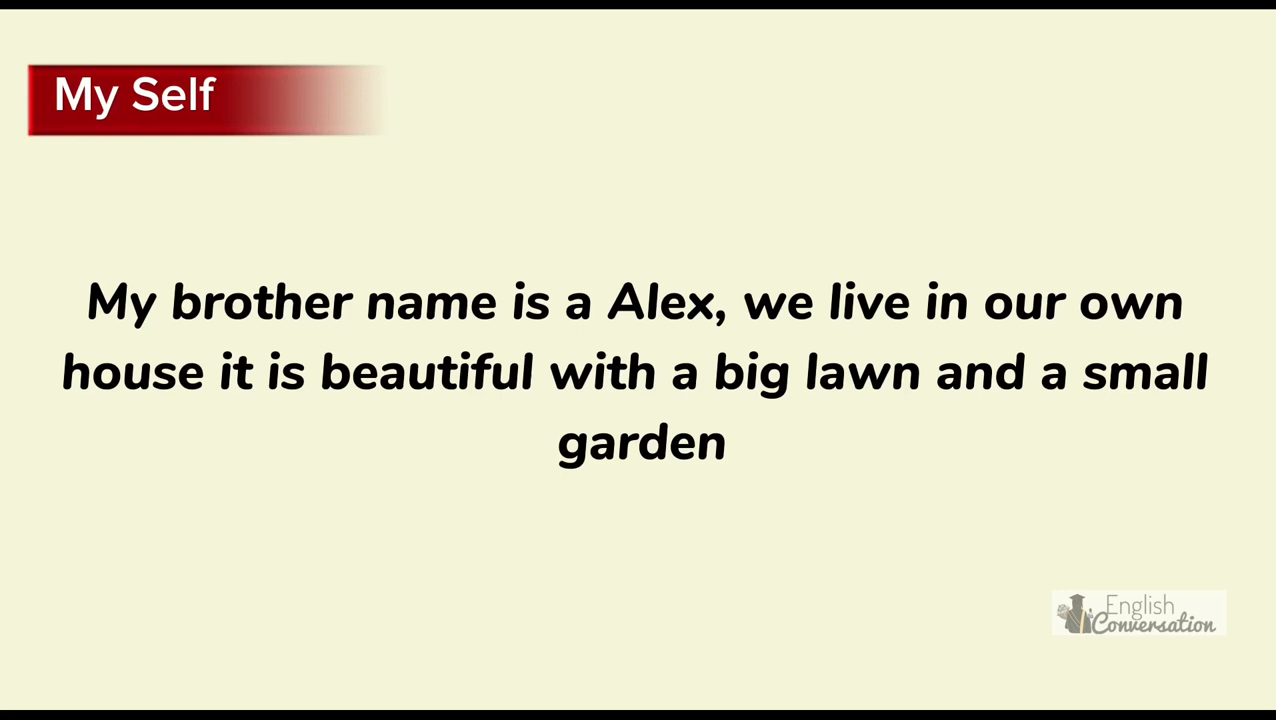 My Self
My brother name is a Alex, we live in our own
house it is beautiful with a big lawn and a small
garden
English
Conversation